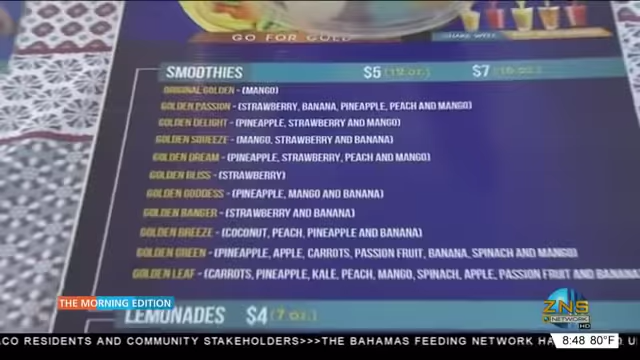 GO FOR GOLD
SHAKE WEIZ
SMOOTHIES $5 (12 oz.) $7 (16 oz.)
ORIGINAL GOLDEN - (MANGO)
GOLDEN PASSION - (STRAWBERRY, BANANA, PINEAPPLE, PEACH AND MANGO)
GOLDEN DELIGHT - (PINEAPPLE, STRAWBERRY AND MANGO)
GOLDEN SQUEEZE - (MANGO, STRAWBERRY AND BANANA)
GOLDEN DREAM - (PINEAPPLE, STRAWBERRY, PEACH AND MANGO)
GOLDEN BLISS - (STRAWBERRY)
GOLDEN GODDESS - (PINEAPPLE, MANGO AND BANANA)
GOLDEN BANGER - (STRAWBERRY AND BANANA)
GOLDEN BREEZE - (COCONUT, PEACH, PINEAPPLE AND BANANA)
GOLDEN GREEN - (PINEAPPLE, APPLE, CARROTS, PASSION FRUIT, BANANA, SPINACH AND MANGO)
GOLDEN LEAF - (CARROTS, PINEAPPLE, KALE, PEACH, MANGO, SPINACH, APPLE, PASSION FRUIT AND BANANA
THE MORNING EDITION
LEMONADES $4 (7 oz.)
ZNS
NETWORK
HD
8:48 80°F
ACO RESIDENTS AND COMMUNITY STAKEHOLDERS>>>THE BAHAMAS FEEDING NETWORK HA